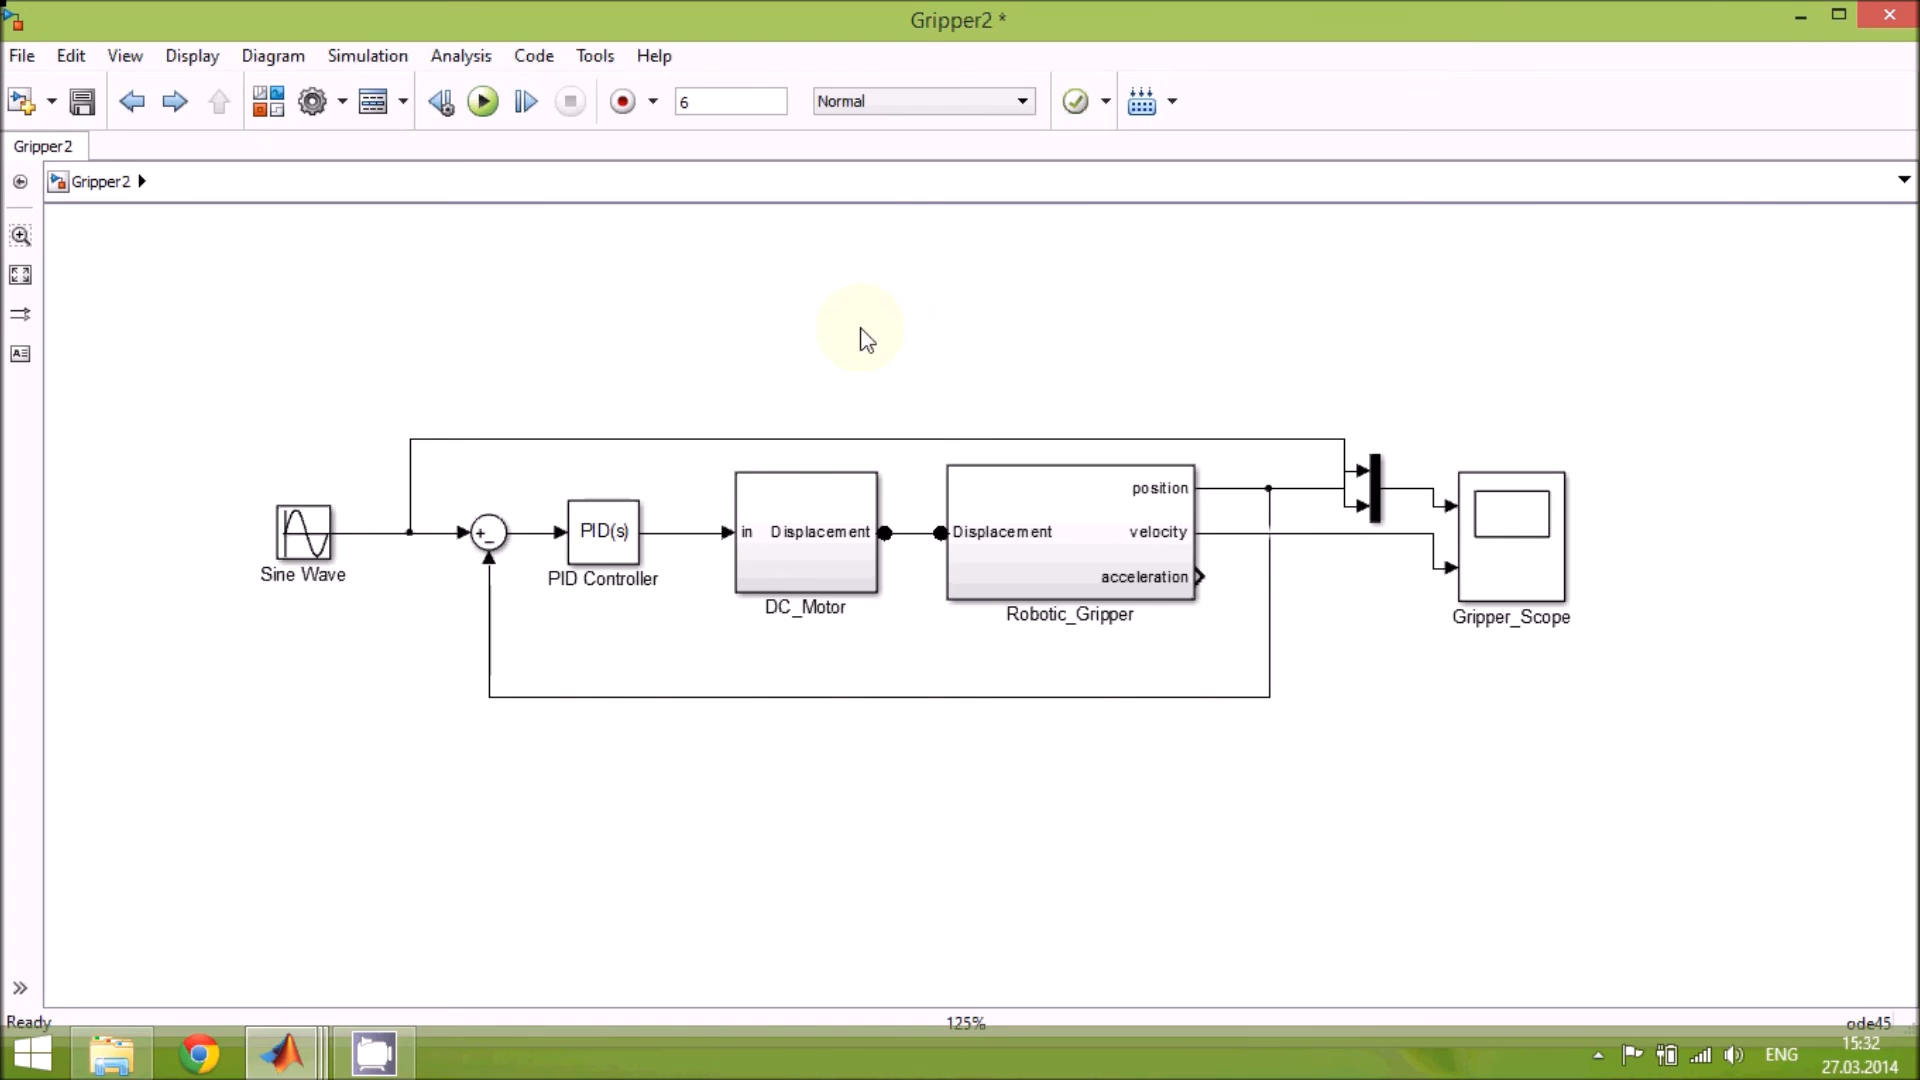 Gripper2 *
File Edit View Display Diagram Simulation Analysis Code Tools Help
6 Normal
Gripper2
Gripper2
Sine Wave
+
-
PID(s)
PID Controller
in Displacement
DC_Motor
Displacement
position
velocity
acceleration
Robotic_Gripper
Gripper_Scope
Ready 125% ode45
ENG
15:32
27.03.2014